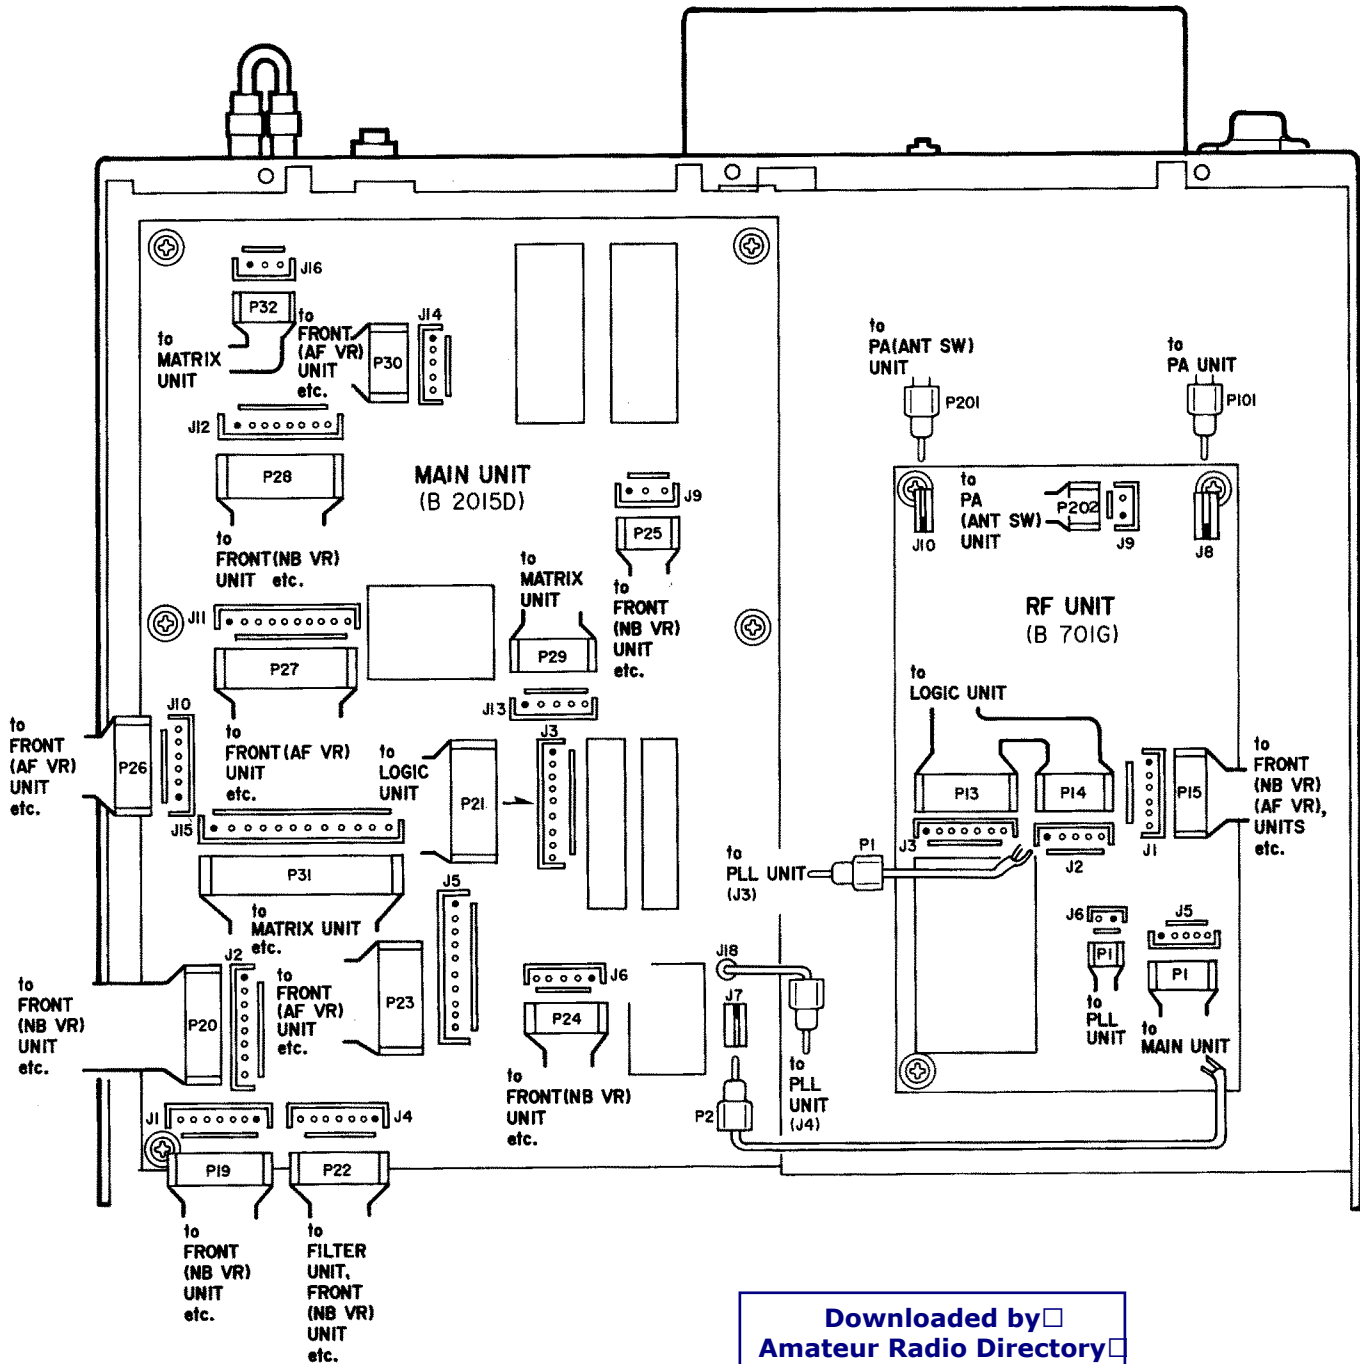 J16
P32
to
MATRIX
UNIT
to
FRONT
(AF VR)
UNIT
etc.
P30
J14
J12
P28
to
FRONT(NB VR)
UNIT etc.
MAIN UNIT
(B 2015D)
J9
P25
to
FRONT
(NB VR)
UNIT
etc.
to
MATRIX
UNIT
P29
J13
J11
P27
to
FRONT(AF VR)
UNIT
etc.
to
FRONT
(AF VR)
UNIT
etc.
P26
J10
to
LOGIC
UNIT
P21
J3
J15
P31
to
MATRIX UNIT
etc.
J5
to
FRONT
(NB VR)
UNIT
etc.
P20
J2
to
FRONT
(AF VR)
UNIT
etc.
P23
J6
P24
to
FRONT(NB VR)
UNIT
etc.
J18
J7
P2
to
PLL
UNIT
(J4)
J1
P19
to
FRONT
(NB VR)
UNIT
etc.
J4
P22
to
FILTER
UNIT,
FRONT
(NB VR)
UNIT
etc.
to
PA(ANT SW)
UNIT
P201
to
PA UNIT
P101
J10
to
PA
(ANT SW)
UNIT
P202
J9
J8
RF UNIT
(B 701G)
to
LOGIC UNIT
P13
P14
P15
to
FRONT
(NB VR)
(AF VR),
UNITS
etc.
J3
J2
J1
to
PLL UNIT
(J3)
P1
J6
P1
to
PLL
UNIT
J5
P1
to
MAIN UNIT
Downloaded by□
Amateur Radio Directory□